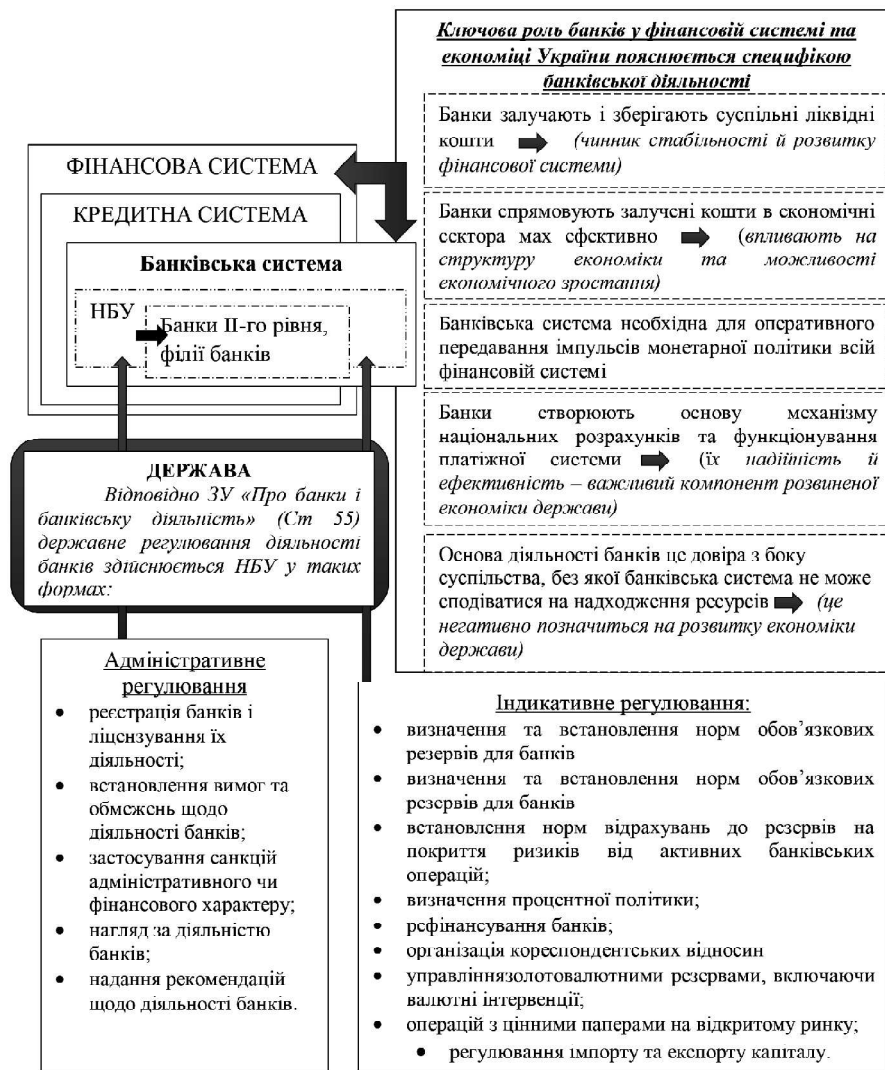 Ключова роль банків у фінансовій системі та
економіці України пояснюється специфікою
банківської діяльності
Банки залучають і зберігають суспільні ліквідні
кошти (чинник стабільності й розвитку
фінансової системи)
Банки спрямовують залучені кошти в економічні
сектора мах ефективно (впливають на
структуру економіки та можливості
економічного зростання)
Банківська система необхідна для оперативного
передавання імпульсів монетарної політики всій
фінансовій системі
Банки створюють основу механізму
національних розрахунків та функціонування
платіжної системи (їх надійність й
ефективність – важливий компонент розвиненої
економіки держави)
Основа діяльності банків це довіра з боку
суспільства, без якої банківська система не може
сподіватися на надходження ресурсів (це
негативно позначиться на розвитку економіки
держави)
ФІНАНСОВА СИСТЕМА
КРЕДИТНА СИСТЕМА
Банківська система
НБУ
Банки ІІ-го рівня,
філії банків
ДЕРЖАВА
Відповідно ЗУ «Про банки і
банківську діяльність» (Ст 55)
державне регулювання діяльності
банків здійснюється НБУ у таких
формах:
Адміністративне
регулювання
• реєстрація банків і
ліцензування їх
діяльності;
• встановлення вимог та
обмежень щодо
діяльності банків;
• застосування санкцій
адміністративного чи
фінансового характеру;
• нагляд за діяльністю
банків;
• надання рекомендацій
щодо діяльності банків.
Індикативне регулювання:
• визначення та встановлення норм обов’язкових
резервів для банків
• визначення та встановлення норм обов’язкових
резервів для банків
• встановлення норм відрахувань до резервів на
покриття ризиків від активних банківських
операцій;
• визначення процентної політики;
• рефінансування банків;
• організація кореспондентських відносин
• управліннязолотовалютними резервами, включаючи
валютні інтервенції;
• операцій з цінними паперами на відкритому ринку;
• регулювання імпорту та експорту капіталу.